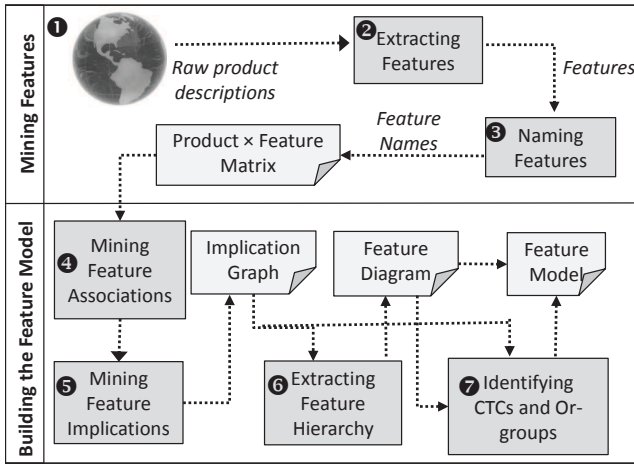 Mining Features
❶
Raw product
descriptions
❷ Extracting
Features
Features
❸ Naming
Features
Feature
Names
Product × Feature
Matrix
Building the Feature Model
❹ Mining
Feature
Associations
❺ Mining
Feature
Implications
Implication
Graph
❻ Extracting
Feature
Hierarchy
Feature
Diagram
❼ Identifying
CTCs and Or-
groups
Feature
Model